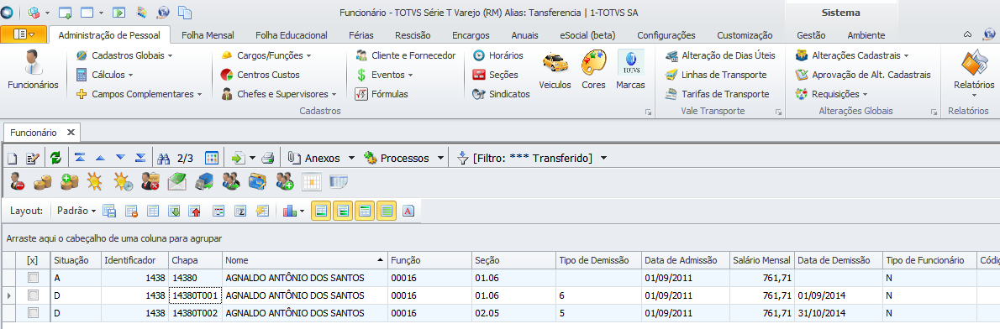 Funcionário - TOTVS Série T Varejo (RM) Alias: Transferencia | 1-TOTVS SA
Sistema
Administração de Pessoal Folha Mensal Folha Educacional Férias Rescisão Encargos Anuais eSocial (beta) Configurações Customização Gestão Ambiente
Cadastros Globais Cargos/Funções Cliente e Fornecedor Horários Alteração de Dias Úteis Alterações Cadastrais
Funcionários Cálculos Centros Custos Eventos Seções Veiculos Cores TOTVS Marcas Linhas de Transporte Aprovação de Alt. Cadastrais Relatórios
Campos Complementares Chefes e Supervisores Fórmulas Sindicatos Tarifas de Transporte Requisições
Cadastros Vale Transporte Alterações Globais Relatórios
Funcionário X
2/3 Anexos Processos [Filtro: *** Transferido]
Layout: Padrão
Arraste aqui o cabeçalho de uma coluna para agrupar
[x] Situação Identificador Chapa Nome Função Seção Tipo de Demissão Data de Admissão Salário Mensal Data de Demissão Tipo de Funcionário Códig
A 1438 14380 AGNALDO ANTÔNIO DOS SANTOS 00016 01.06 01/09/2011 761,71 N
D 1438 14380T001 AGNALDO ANTÔNIO DOS SANTOS 00016 01.06 6 01/09/2011 761,71 01/09/2014 N
D 1438 14380T002 AGNALDO ANTÔNIO DOS SANTOS 00016 02.05 5 01/09/2011 761,71 31/10/2014 N